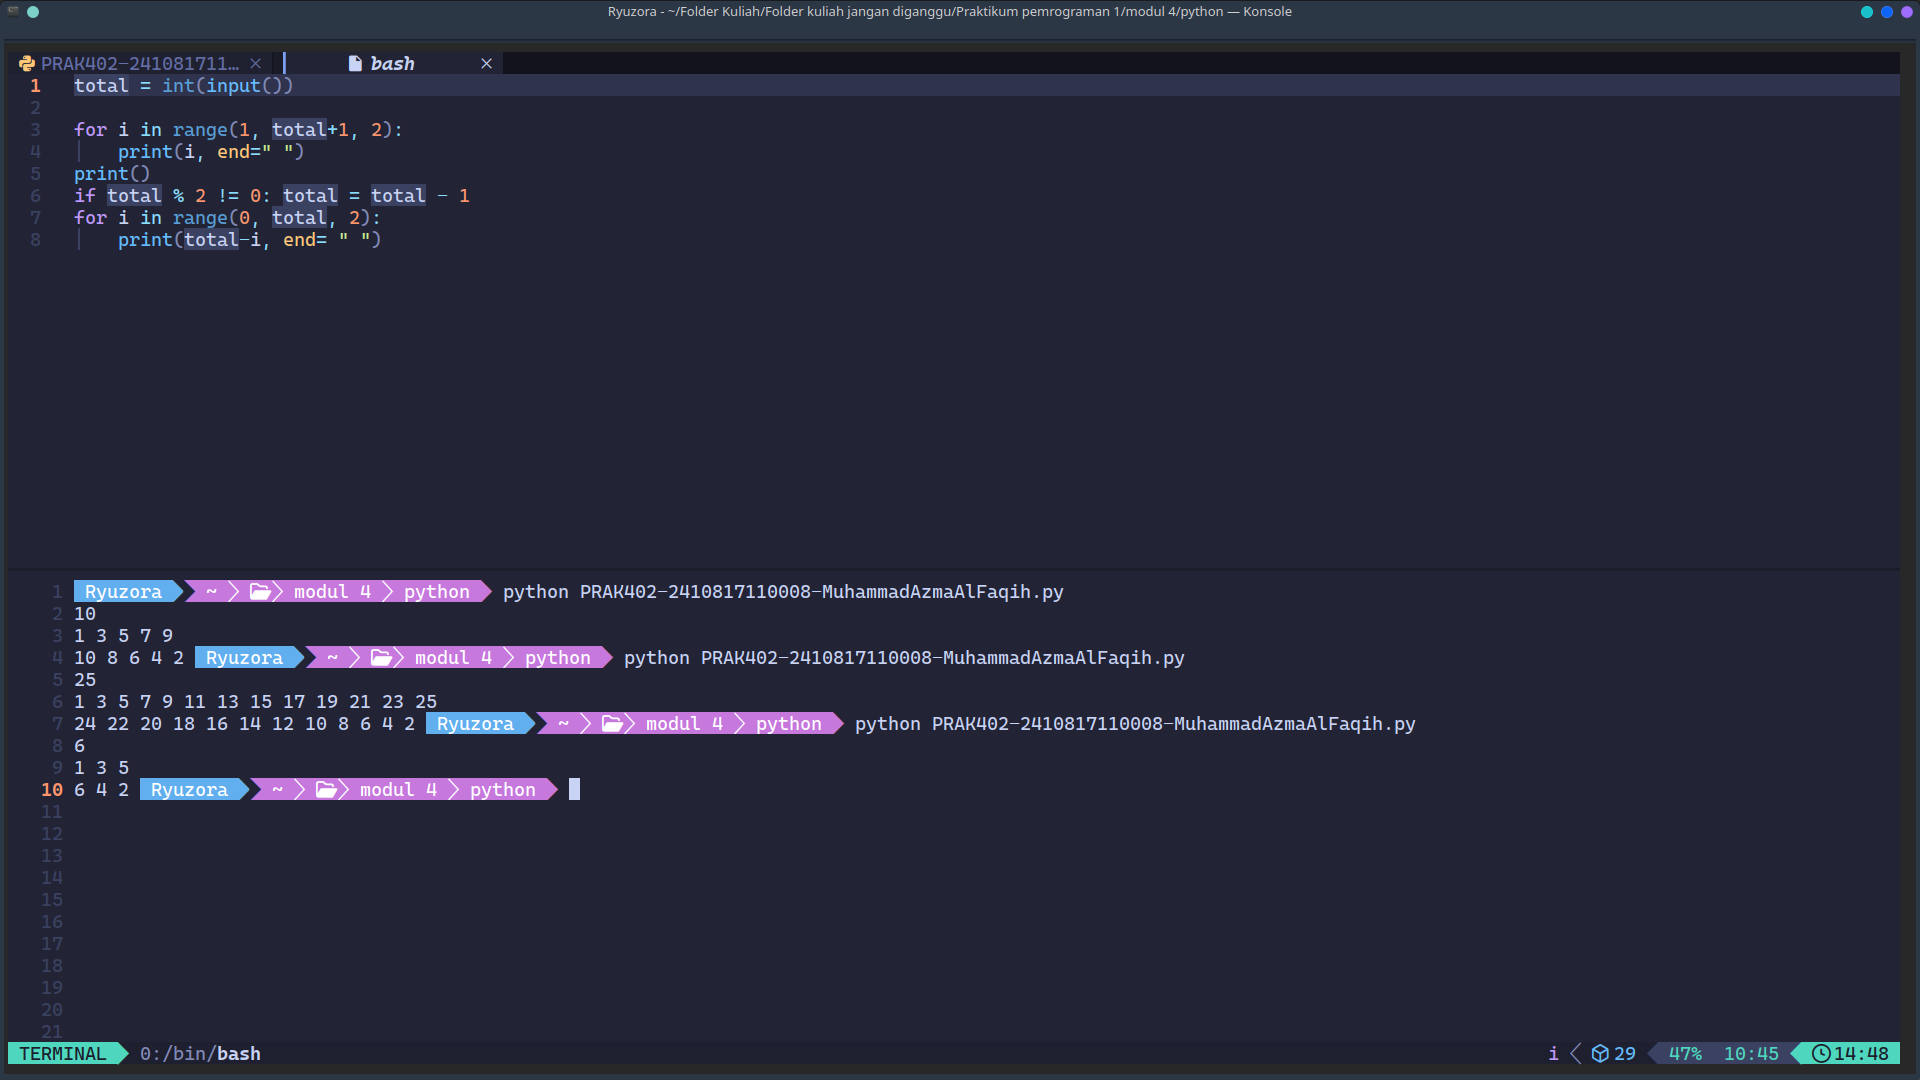 Ryuzora - ~/Folder Kuliah/Folder kuliah jangan diganggu/Praktikum pemrograman 1/modul 4/python — Konsole
PRAK402-241081711… × bash ×
1 total = int(input())
2
3 for i in range(1, total+1, 2):
4 print(i, end=" ")
5 print()
6 if total % 2 != 0: total = total - 1
7 for i in range(0, total, 2):
8 print(total-i, end= " ")
1 Ryuzora ~ modul 4 python python PRAK402-2410817110008-MuhammadAzmaAlFaqih.py
2 10
3 1 3 5 7 9
4 10 8 6 4 2 Ryuzora ~ modul 4 python python PRAK402-2410817110008-MuhammadAzmaAlFaqih.py
5 25
6 1 3 5 7 9 11 13 15 17 19 21 23 25
7 24 22 20 18 16 14 12 10 8 6 4 2 Ryuzora ~ modul 4 python python PRAK402-2410817110008-MuhammadAzmaAlFaqih.py
8 6
9 1 3 5
10 6 4 2 Ryuzora ~ modul 4 python
11
12
13
14
15
16
17
18
19
20
21
TERMINAL 0:/bin/bash i 29 47% 10:45 14:48